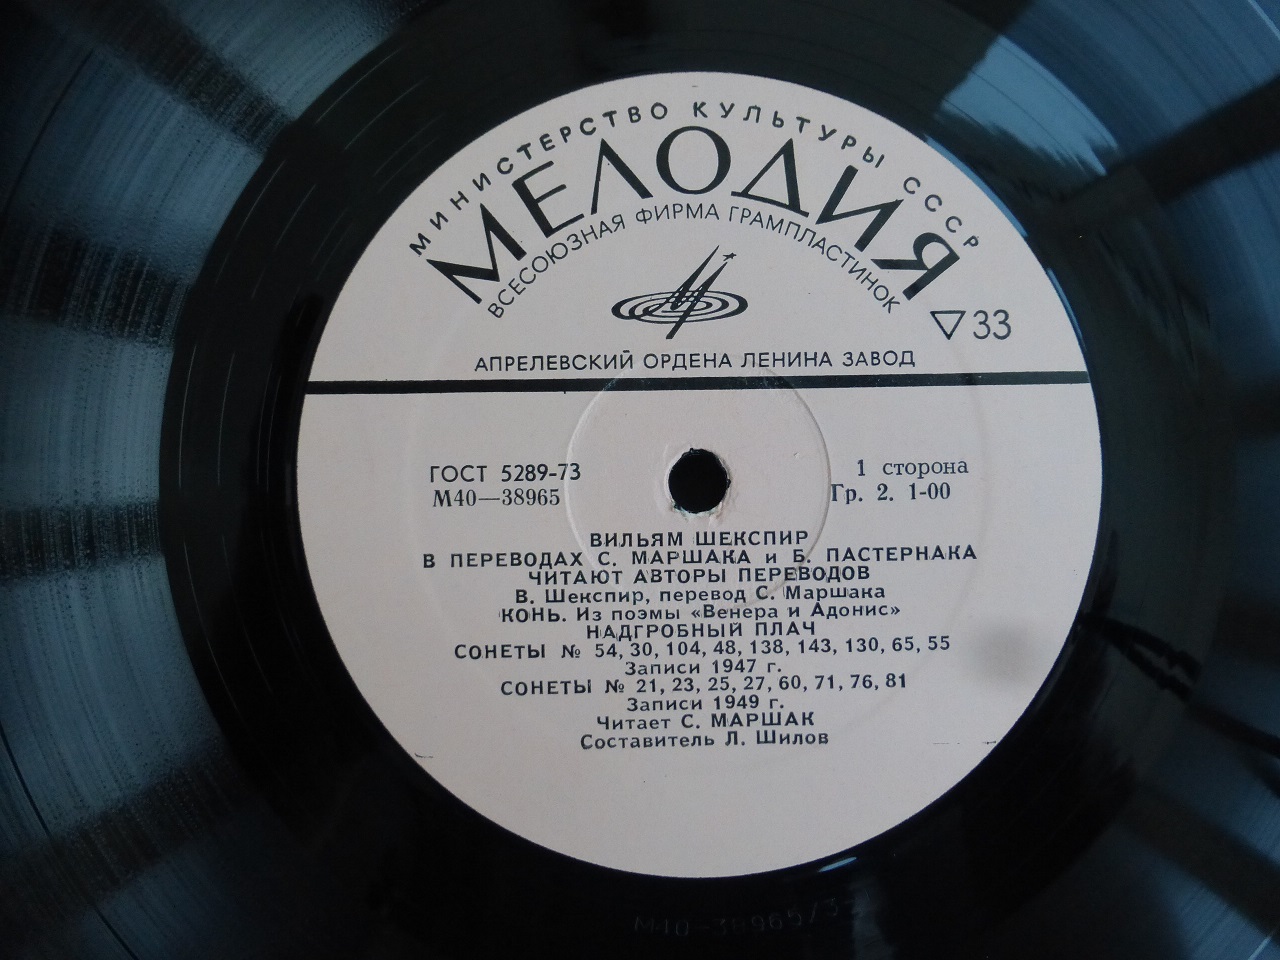 МИНИСТЕРСТВО КУЛЬТУРЫ СССР
МЕЛОДИЯ
ВСЕСОЮЗНАЯ ФИРМА ГРАМПЛАСТИНОК
33
АПРЕЛЕВСКИЙ ОРДЕНА ЛЕНИНА ЗАВОД
ГОСТ 5289-73
М40—38965
1 сторона
Гр. 2. 1-00
ВИЛЬЯМ ШЕКСПИР
В ПЕРЕВОДАХ С. МАРШАКА и Б. ПАСТЕРНАКА
ЧИТАЮТ АВТОРЫ ПЕРЕВОДОВ
В. Шекспир, перевод С. Маршака
КОНЬ. Из поэмы «Венера и Адонис»
НАДГРОБНЫЙ ПЛАЧ
СОНЕТЫ № 54, 30, 104, 48, 138, 143, 130, 65, 55
Записи 1947 г.
СОНЕТЫ № 21, 23, 25, 27, 60, 71, 76, 81
Записи 1949 г.
Читает С. МАРШАК
Составитель Л. Шилов
М40-38965/3